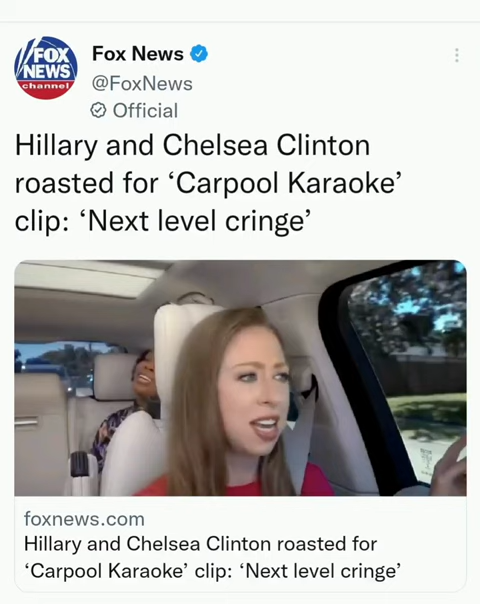 FOX
NEWS
channel
Fox News
@FoxNews
Official
Hillary and Chelsea Clinton
roasted for ‘Carpool Karaoke’
clip: ‘Next level cringe’
foxnews.com
Hillary and Chelsea Clinton roasted for
‘Carpool Karaoke’ clip: ‘Next level cringe’